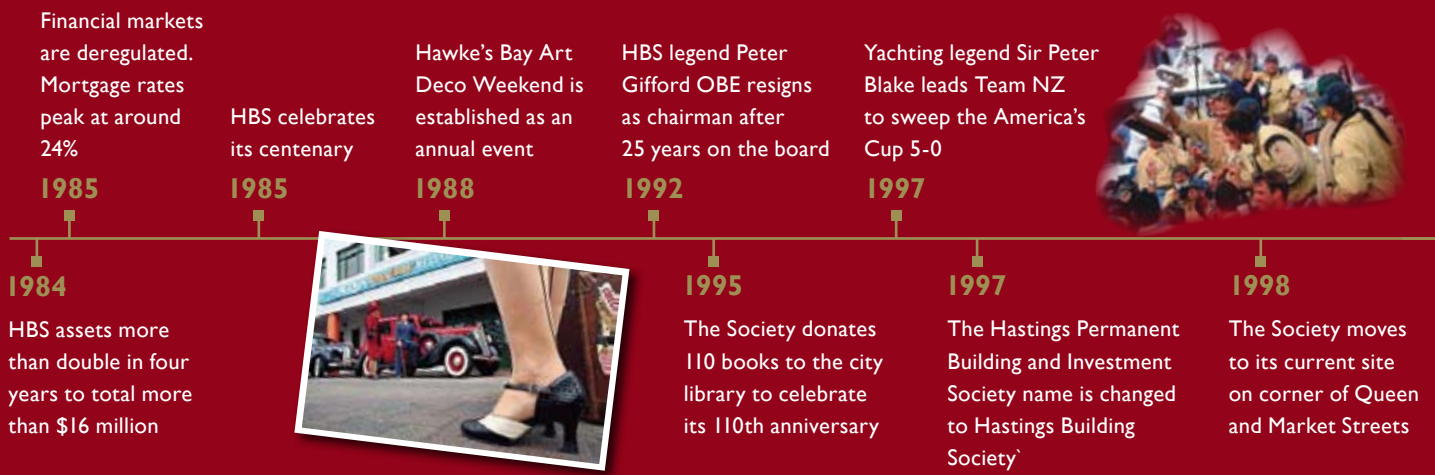 Financial markets
are deregulated.
Mortgage rates
peak at around
24%
1985
HBS celebrates
its centenary
1985
Hawke's Bay Art
Deco Weekend is
established as an
annual event
1988
HBS legend Peter
Gifford OBE resigns
as chairman after
25 years on the board
1992
Yachting legend Sir Peter
Blake leads Team NZ
to sweep the America's
Cup 5-0
1997
1984
HBS assets more
than double in four
years to total more
than $16 million
1995
The Society donates
110 books to the city
library to celebrate
its 110th anniversary
1997
The Hastings Permanent
Building and Investment
Society name is changed
to Hastings Building
Society`
1998
The Society moves
to its current site
on corner of Queen
and Market Streets